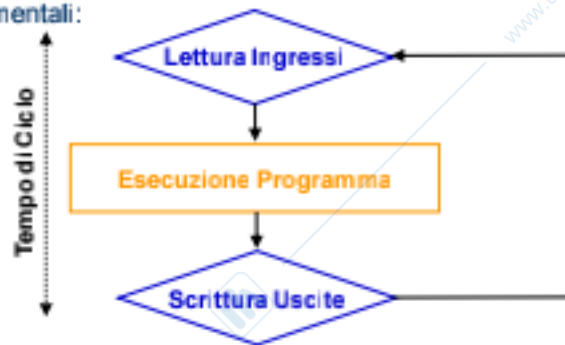 mentali:
Lettura Ingressi
Tempo di Ciclo
Esecuzione Programma
Scrittura Uscite